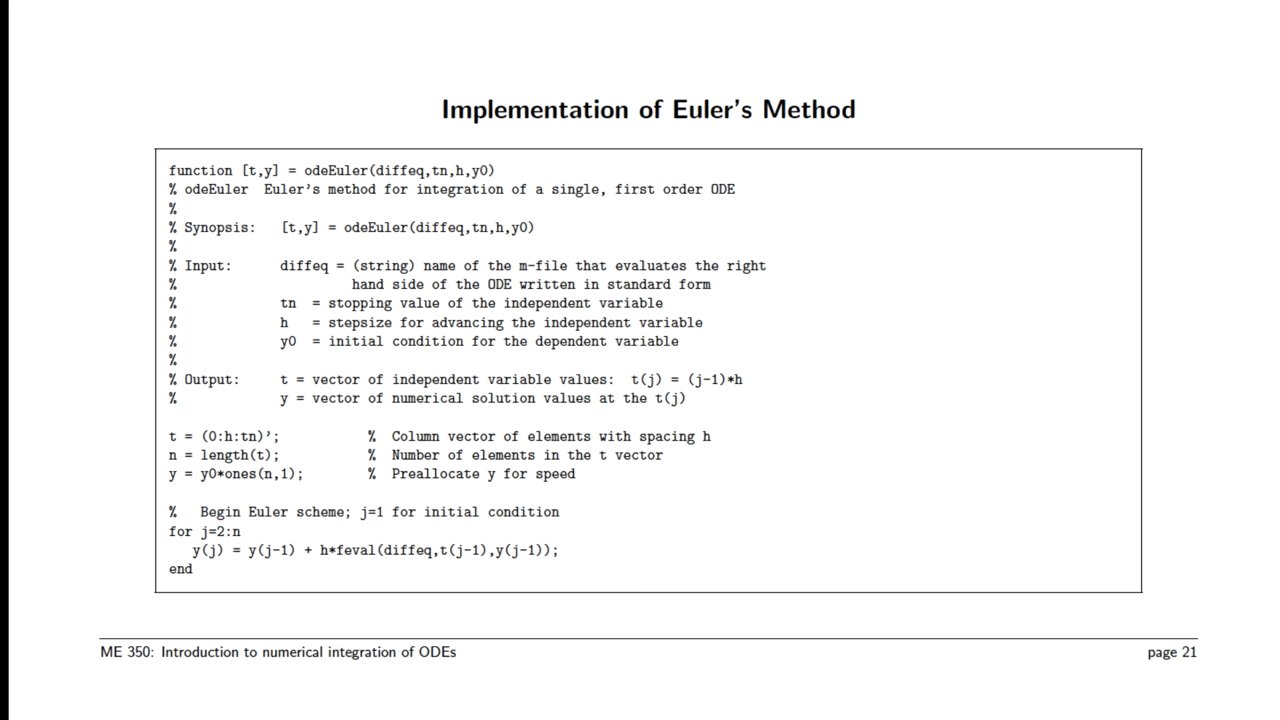 Implementation of Euler's Method
function [t,y] = odeEuler(diffeq,tn,h,y0)
% odeEuler  Euler's method for integration of a single, first order ODE
%
% Synopsis:   [t,y] = odeEuler(diffeq,tn,h,y0)
%
% Input:      diffeq = (string) name of the m-file that evaluates the right
%                      hand side of the ODE written in standard form
%             tn  = stopping value of the independent variable
%             h   = stepsize for advancing the independent variable
%             y0  = initial condition for the dependent variable
%
% Output:     t = vector of independent variable values:  t(j) = (j-1)*h
%             y = vector of numerical solution values at the t(j)
t = (0:h:tn)';           %  Column vector of elements with spacing h
n = length(t);           %  Number of elements in the t vector
y = y0*ones(n,1);        %  Preallocate y for speed
%   Begin Euler scheme; j=1 for initial condition
for j=2:n
   y(j) = y(j-1) + h*feval(diffeq,t(j-1),y(j-1));
end
ME 350: Introduction to numerical integration of ODEs page 21